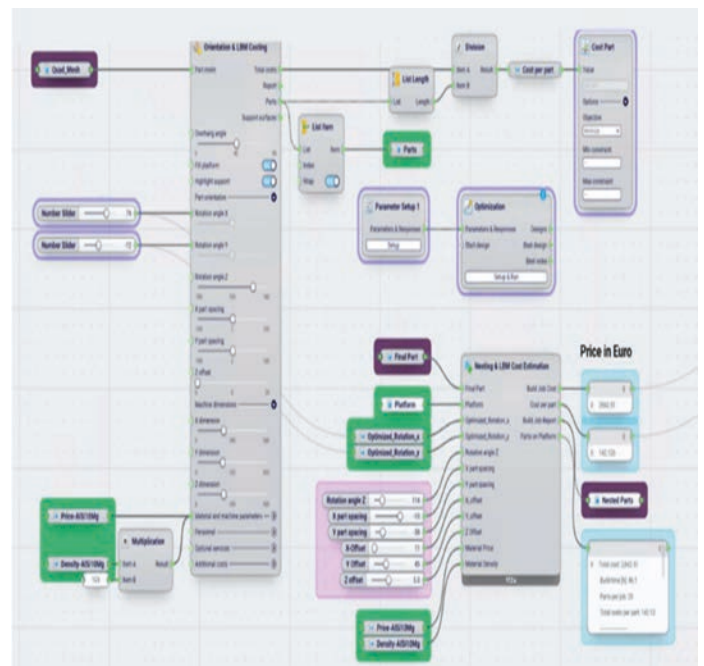 Orientation & LBM Costing
Quad_Mesh
Part model
Total costs
Report
Parts
Support surfaces
Overhang angle
Fill platform
Highlight support
Part orientation
Number Slider
Rotation angle X
Number Slider
Rotation angle Y
Rotation angle Z
X part spacing
Y part spacing
Z offset
Machine dimensions
X dimension
Y dimension
Z dimension
Material and machine parameters
Personnel
Optional services
Additional costs
Price-AlSi10Mg
Density-AlSi10Mg
Multiplication
Item A
Result
Item B
List Item
List
Item
Index
Wrap
Parts
List Length
List
Length
Division
Item A
Result
Item B
Cost per part
Cost Part
Value
Options
Objective
Min constraint
Max constraint
Parameter Setup 1
Parameters & Responses
Setup
Optimization
Parameters & Responses
Designs
Start design
Best design
Best index
Setup & Run
Price in Euro
Final Part
Platform
Optimized_Rotation_x
Optimized_Rotation_y
Nesting & LBM Cost Estimation
Final Part
Build Job Cost
Platform
Cost per part
Optimized_Rotation_x
Build Job Report
Optimized_Rotation_y
Parts on Platform
Rotation angle Z
X part-spacing
Y part-spacing
X_offset
Y_offset
Z Offset
Material Price
Material Density
Rotation angle Z
X part spacing
Y part spacing
X-Offset
Y Offset
Z offset
Price-AlSi10Mg
Density-AlSi10Mg
Nested Parts